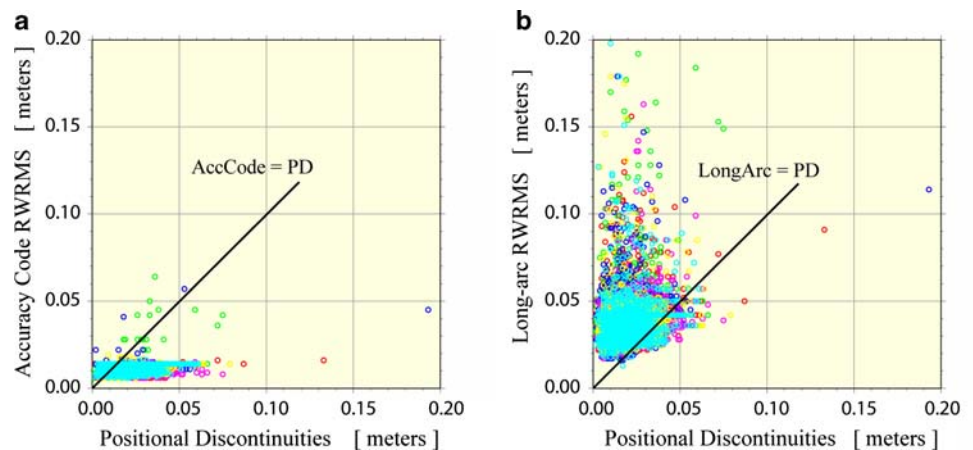 a
Accuracy Code RWRMS [ meters ]
0.20
0.15
0.10
0.05
0.00
AccCode = PD
0.00 0.05 0.10 0.15 0.20
Positional Discontinuities [ meters ]
b
Long-arc RWRMS [ meters ]
0.20
0.15
0.10
0.05
0.00
LongArc = PD
0.00 0.05 0.10 0.15 0.20
Positional Discontinuities [ meters ]